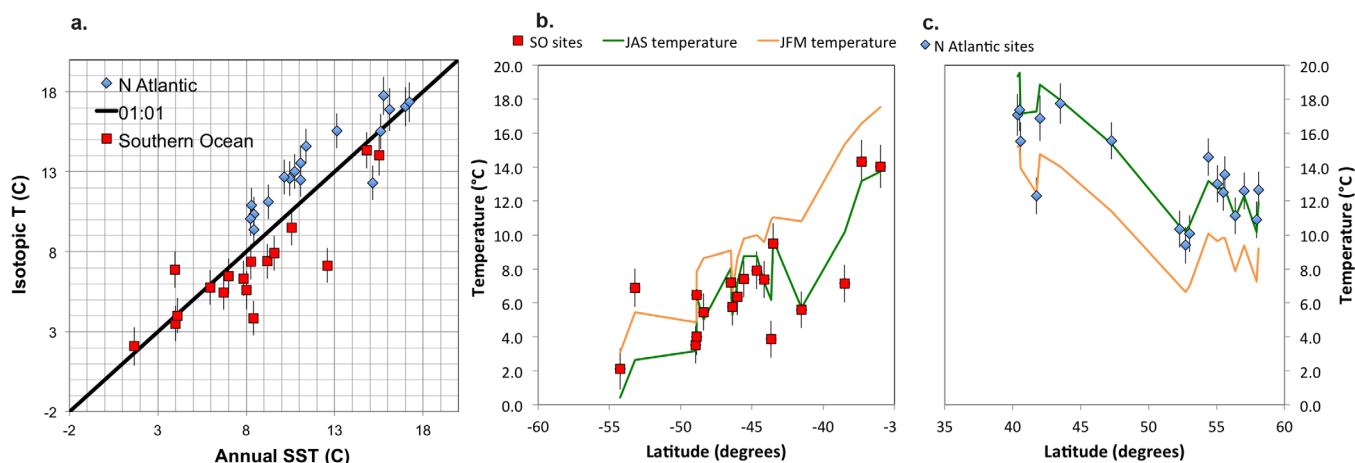 a.
N Atlantic
01:01
Southern Ocean
18
13
8
3
-2
-2 3 8 13 18
Isotopic T (C)
Annual SST (C)
b.
SO sites JAS temperature JFM temperature
20.0
18.0
16.0
14.0
12.0
10.0
8.0
6.0
4.0
2.0
0.0
-60 -55 -50 -45 -40 -3
Temperature (°C)
Latitude (degrees)
c.
N Atlantic sites
20.0
18.0
16.0
14.0
12.0
10.0
8.0
6.0
4.0
2.0
0.0
35 40 45 50 55 60
Temperature (°C)
Latitude (degrees)